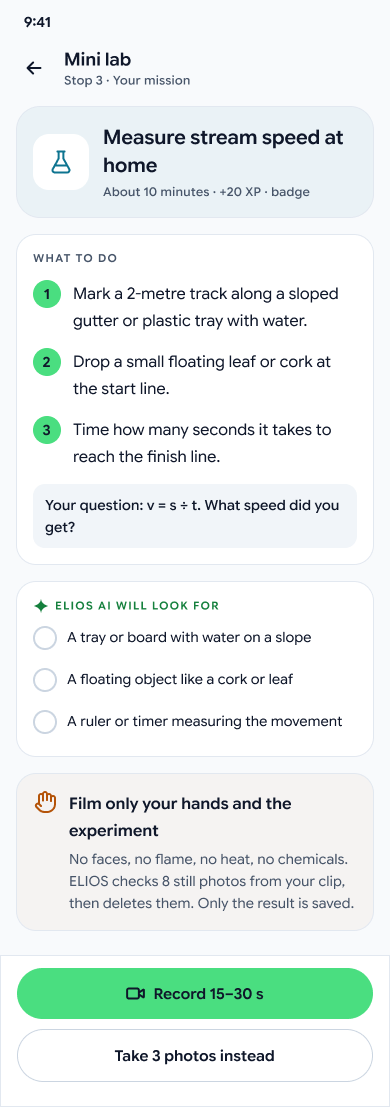 9:41
Mini lab
Stop 3 · Your mission
Measure stream speed at
home
About 10 minutes · +20 XP · badge
WHAT TO DO
1 Mark a 2-metre track along a sloped
gutter or plastic tray with water.
2 Drop a small floating leaf or cork at
the start line.
3 Time how many seconds it takes to
reach the finish line.
Your question: v = s ÷ t. What speed did you
get?
ELIOS AI WILL LOOK FOR
A tray or board with water on a slope
A floating object like a cork or leaf
A ruler or timer measuring the movement
Film only your hands and the
experiment
No faces, no flame, no heat, no chemicals.
ELIOS checks 8 still photos from your clip,
then deletes them. Only the result is saved.
Record 15–30 s
Take 3 photos instead